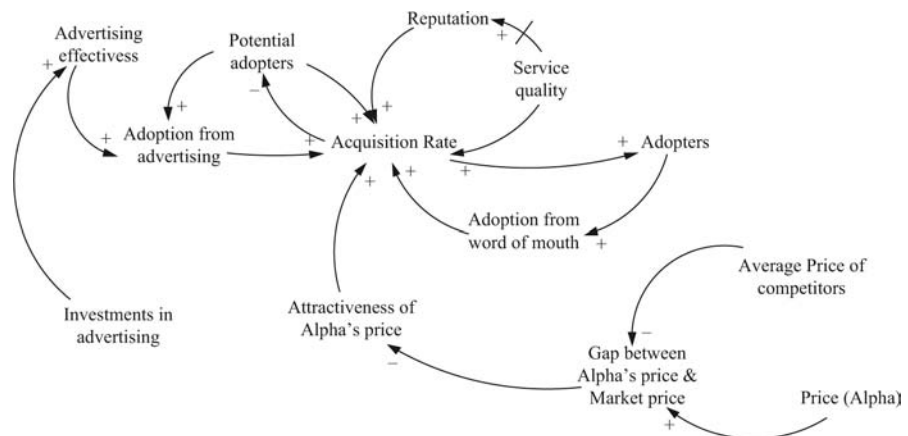 Advertising
effectivess
Potential
adopters
Reputation
+
Service
quality
+
−
+
+
+
+
Adoption from
advertising
+
Acquisition Rate
+
+
+
+
+
Adopters
Adoption from
word of mouth
+
Average Price of
competitors
Investments in
advertising
Attractiveness of
Alpha's price
−
−
Gap between
Alpha's price &
Market price
+
Price (Alpha)